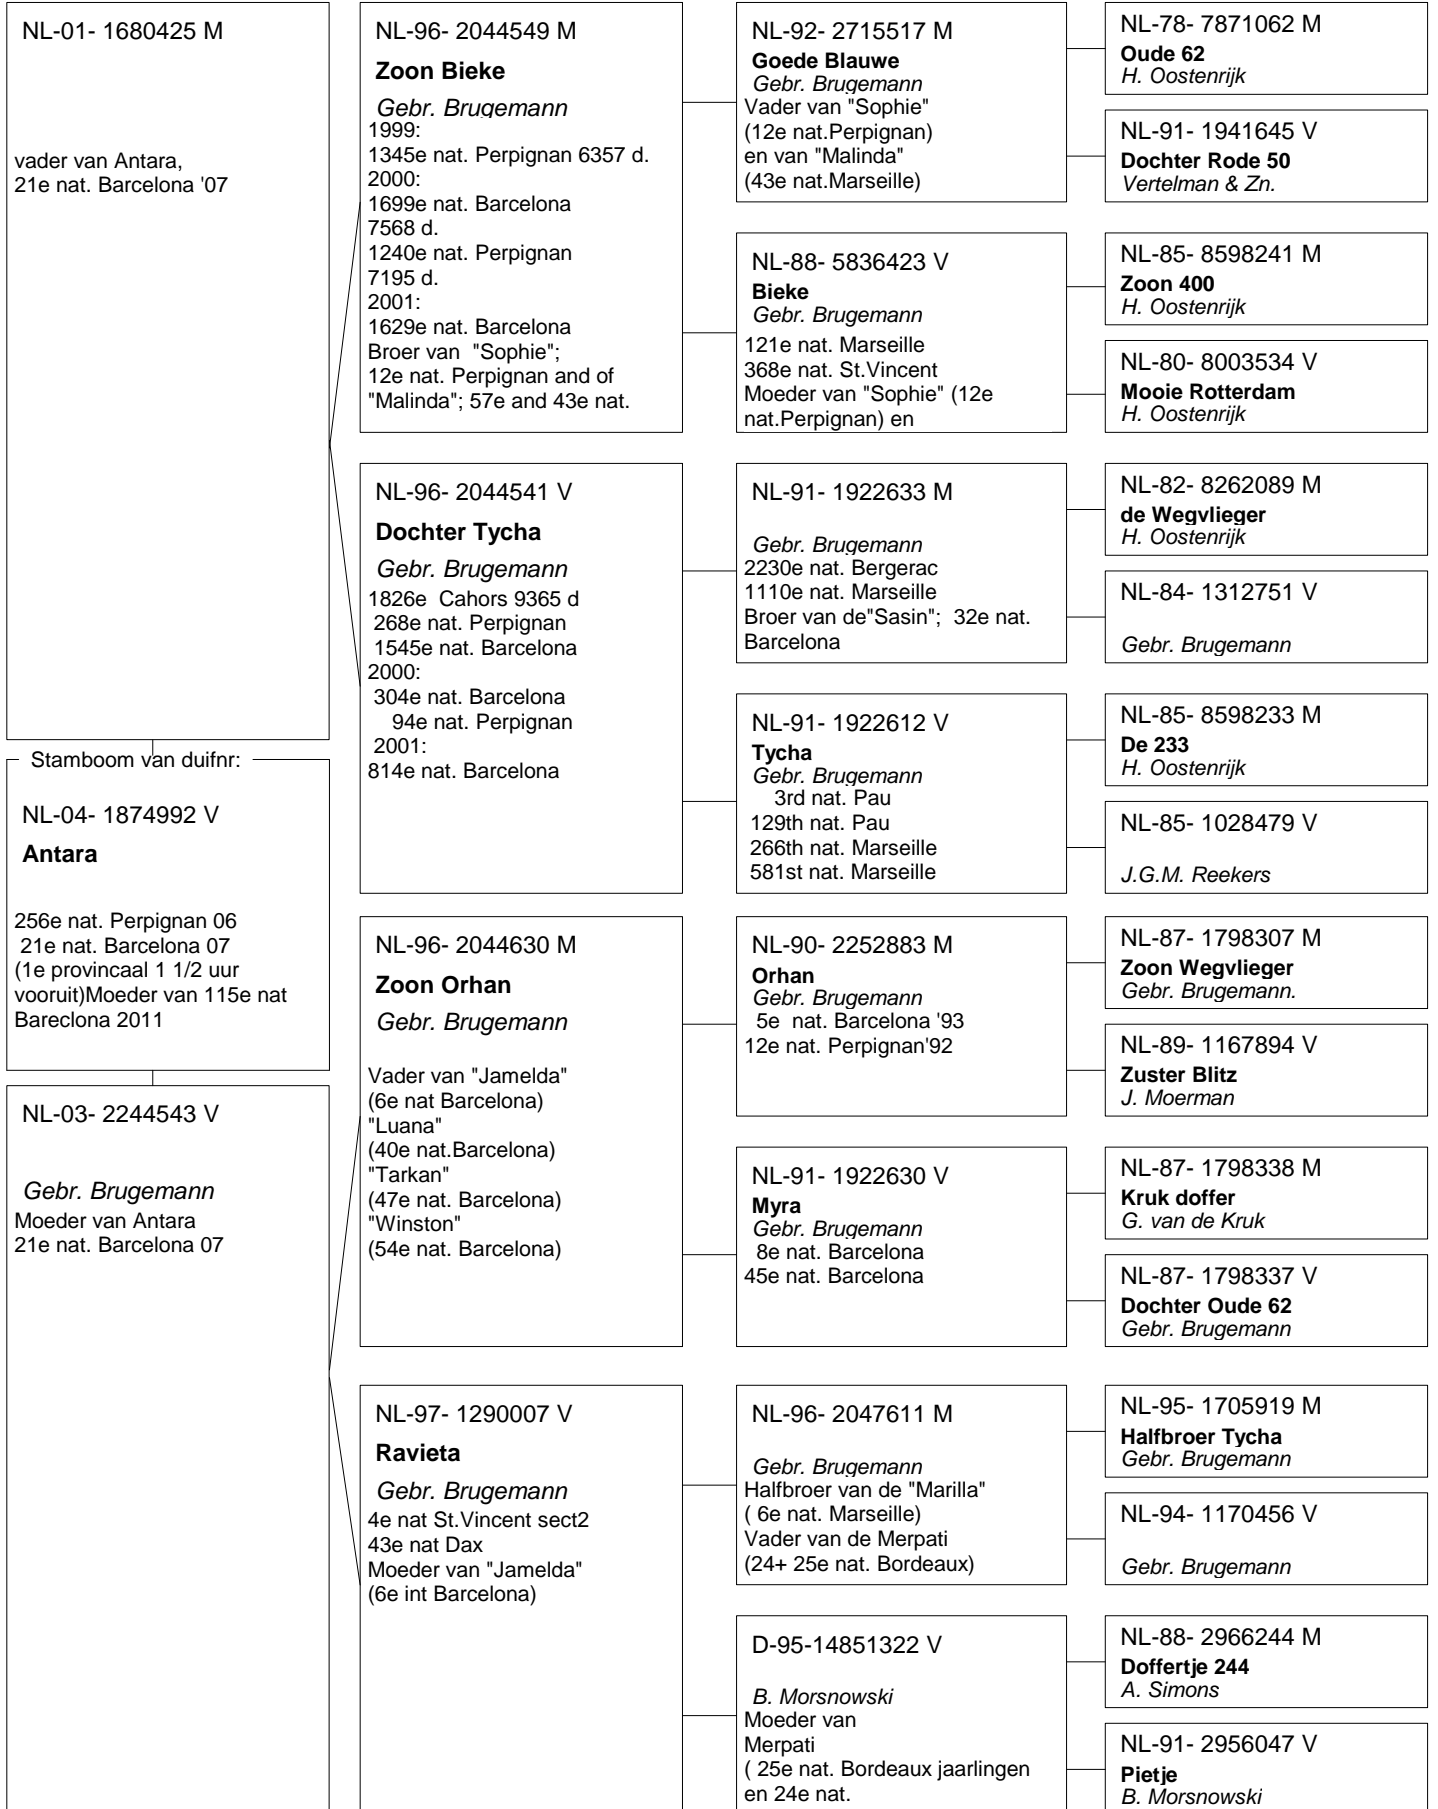 NL-01- 1680425 M
vader van Antara,
21e nat. Barcelona '07
Stamboom van duifnr:
NL-04- 1874992 V
Antara
256e nat. Perpignan 06
21e nat. Barcelona 07
(1e provincaal 1 1/2 uur
vooruit)Moeder van 115e nat
Bareclona 2011
NL-03- 2244543 V
Gebr. Brugemann
Moeder van Antara
21e nat. Barcelona 07
NL-96- 2044549 M
Zoon Bieke
Gebr. Brugemann
1999:
1345e nat. Perpignan 6357 d.
2000:
1699e nat. Barcelona
7568 d.
1240e nat. Perpignan
7195 d.
2001:
1629e nat. Barcelona
Broer van "Sophie";
12e nat. Perpignan and of
"Malinda"; 57e and 43e nat.
NL-96- 2044541 V
Dochter Tycha
Gebr. Brugemann
1826e Cahors 9365 d
268e nat. Perpignan
1545e nat. Barcelona
2000:
304e nat. Barcelona
94e nat. Perpignan
2001:
814e nat. Barcelona
NL-96- 2044630 M
Zoon Orhan
Gebr. Brugemann
Vader van "Jamelda"
(6e nat Barcelona)
"Luana"
(40e nat.Barcelona)
"Tarkan"
(47e nat. Barcelona)
"Winston"
(54e nat. Barcelona)
NL-97- 1290007 V
Ravieta
Gebr. Brugemann
4e nat St.Vincent sect2
43e nat Dax
Moeder van "Jamelda"
(6e int Barcelona)
NL-92- 2715517 M
Goede Blauwe
Gebr. Brugemann
Vader van "Sophie"
(12e nat.Perpignan)
en van "Malinda"
(43e nat.Marseille)
NL-88- 5836423 V
Bieke
Gebr. Brugemann
121e nat. Marseille
368e nat. St.Vincent
Moeder van "Sophie" (12e
nat.Perpignan) en
NL-91- 1922633 M
Gebr. Brugemann
2230e nat. Bergerac
1110e nat. Marseille
Broer van de"Sasin"; 32e nat.
Barcelona
NL-91- 1922612 V
Tycha
Gebr. Brugemann
3rd nat. Pau
129th nat. Pau
266th nat. Marseille
581st nat. Marseille
NL-90- 2252883 M
Orhan
Gebr. Brugemann
5e nat. Barcelona '93
12e nat. Perpignan'92
NL-91- 1922630 V
Myra
Gebr. Brugemann
8e nat. Barcelona
45e nat. Barcelona
NL-96- 2047611 M
Gebr. Brugemann
Halfbroer van de "Marilla"
( 6e nat. Marseille)
Vader van de Merpati
(24+ 25e nat. Bordeaux)
D-95-14851322 V
B. Morsnowski
Moeder van
Merpati
( 25e nat. Bordeaux jaarlingen
en 24e nat.
NL-78- 7871062 M
Oude 62
H. Oostenrijk
NL-91- 1941645 V
Dochter Rode 50
Vertelman & Zn.
NL-85- 8598241 M
Zoon 400
H. Oostenrijk
NL-80- 8003534 V
Mooie Rotterdam
H. Oostenrijk
NL-82- 8262089 M
de Wegvlieger
H. Oostenrijk
NL-84- 1312751 V
Gebr. Brugemann
NL-85- 8598233 M
De 233
H. Oostenrijk
NL-85- 1028479 V
J.G.M. Reekers
NL-87- 1798307 M
Zoon Wegvlieger
Gebr. Brugemann.
NL-89- 1167894 V
Zuster Blitz
J. Moerman
NL-87- 1798338 M
Kruk doffer
G. van de Kruk
NL-87- 1798337 V
Dochter Oude 62
Gebr. Brugemann
NL-95- 1705919 M
Halfbroer Tycha
Gebr. Brugemann
NL-94- 1170456 V
Gebr. Brugemann
NL-88- 2966244 M
Doffertje 244
A. Simons
NL-91- 2956047 V
Pietje
B. Morsnowski